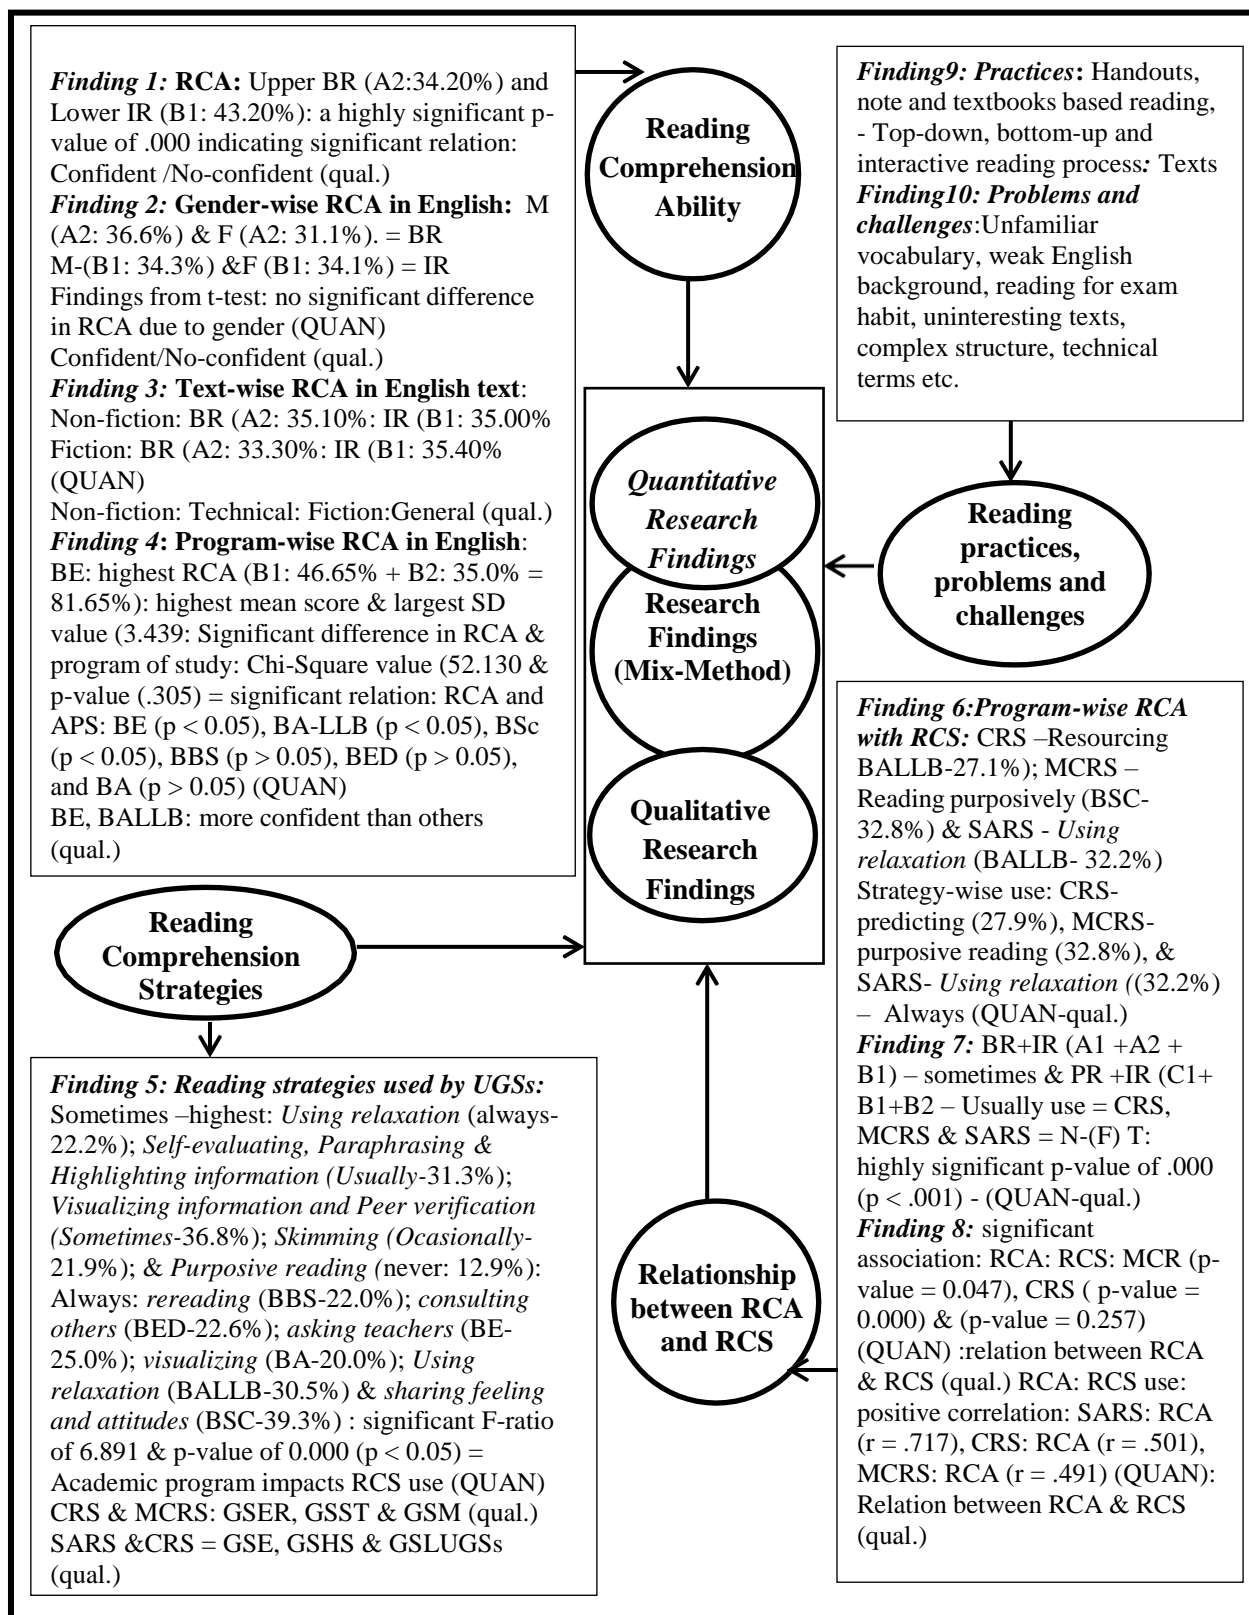 Finding 1: RCA: Upper BR (A2:34.20%) and
Lower IR (B1: 43.20%): a highly significant p-
value of .000 indicating significant relation:
Confident /No-confident (qual.)
Finding 2: Gender-wise RCA in English: M
(A2: 36.6%) & F (A2: 31.1%). = BR
M-(B1: 34.3%) &F (B1: 34.1%) = IR
Findings from t-test: no significant difference
in RCA due to gender (QUAN)
Confident/No-confident (qual.)
Finding 3: Text-wise RCA in English text:
Non-fiction: BR (A2: 35.10%: IR (B1: 35.00%
Fiction: BR (A2: 33.30%: IR (B1: 35.40%
(QUAN)
Non-fiction: Technical: Fiction:General (qual.)
Finding 4: Program-wise RCA in English:
BE: highest RCA (B1: 46.65% + B2: 35.0% =
81.65%): highest mean score & largest SD
value (3.439: Significant difference in RCA &
program of study: Chi-Square value (52.130 &
p-value (.305) = significant relation: RCA and
APS: BE (p < 0.05), BA-LLB (p < 0.05), BSc
(p < 0.05), BBS (p > 0.05), BED (p > 0.05),
and BA (p > 0.05) (QUAN)
BE, BALLB: more confident than others
(qual.)
Reading
Comprehension
Ability
Finding9: Practices: Handouts,
note and textbooks based reading,
- Top-down, bottom-up and
interactive reading process: Texts
Finding10: Problems and
challenges:Unfamiliar
vocabulary, weak English
background, reading for exam
habit, uninteresting texts,
complex structure, technical
terms etc.
Quantitative
Research
Findings
Research
Findings
(Mix-Method)
Qualitative
Research
Findings
Reading
practices,
problems and
challenges
Reading
Comprehension
Strategies
Finding 5: Reading strategies used by UGSs:
Sometimes –highest: Using relaxation (always-
22.2%); Self-evaluating, Paraphrasing &
Highlighting information (Usually-31.3%);
Visualizing information and Peer verification
(Sometimes-36.8%); Skimming (Ocasionally-
21.9%); & Purposive reading (never: 12.9%):
Always: rereading (BBS-22.0%); consulting
others (BED-22.6%); asking teachers (BE-
25.0%); visualizing (BA-20.0%); Using
relaxation (BALLB-30.5%) & sharing feeling
and attitudes (BSC-39.3%) : significant F-ratio
of 6.891 & p-value of 0.000 (p < 0.05) =
Academic program impacts RCS use (QUAN)
CRS & MCRS: GSER, GSST & GSM (qual.)
SARS &CRS = GSE, GSHS & GSLUGSs
(qual.)
Relationship
between RCA
and RCS
Finding 6:Program-wise RCA
with RCS: CRS –Resourcing
BALLB-27.1%); MCRS –
Reading purposively (BSC-
32.8%) & SARS - Using
relaxation (BALLB- 32.2%)
Strategy-wise use: CRS-
predicting (27.9%), MCRS-
purposive reading (32.8%), &
SARS- Using relaxation ((32.2%)
– Always (QUAN-qual.)
Finding 7: BR+IR (A1 +A2 +
B1) – sometimes & PR +IR (C1+
B1+B2 – Usually use = CRS,
MCRS & SARS = N-(F) T:
highly significant p-value of .000
(p < .001) - (QUAN-qual.)
Finding 8: significant
association: RCA: RCS: MCR (p-
value = 0.047), CRS ( p-value =
0.000) & (p-value = 0.257)
(QUAN) :relation between RCA
& RCS (qual.) RCA: RCS use:
positive correlation: SARS: RCA
(r = .717), CRS: RCA (r = .501),
MCRS: RCA (r = .491) (QUAN):
Relation between RCA & RCS
(qual.)